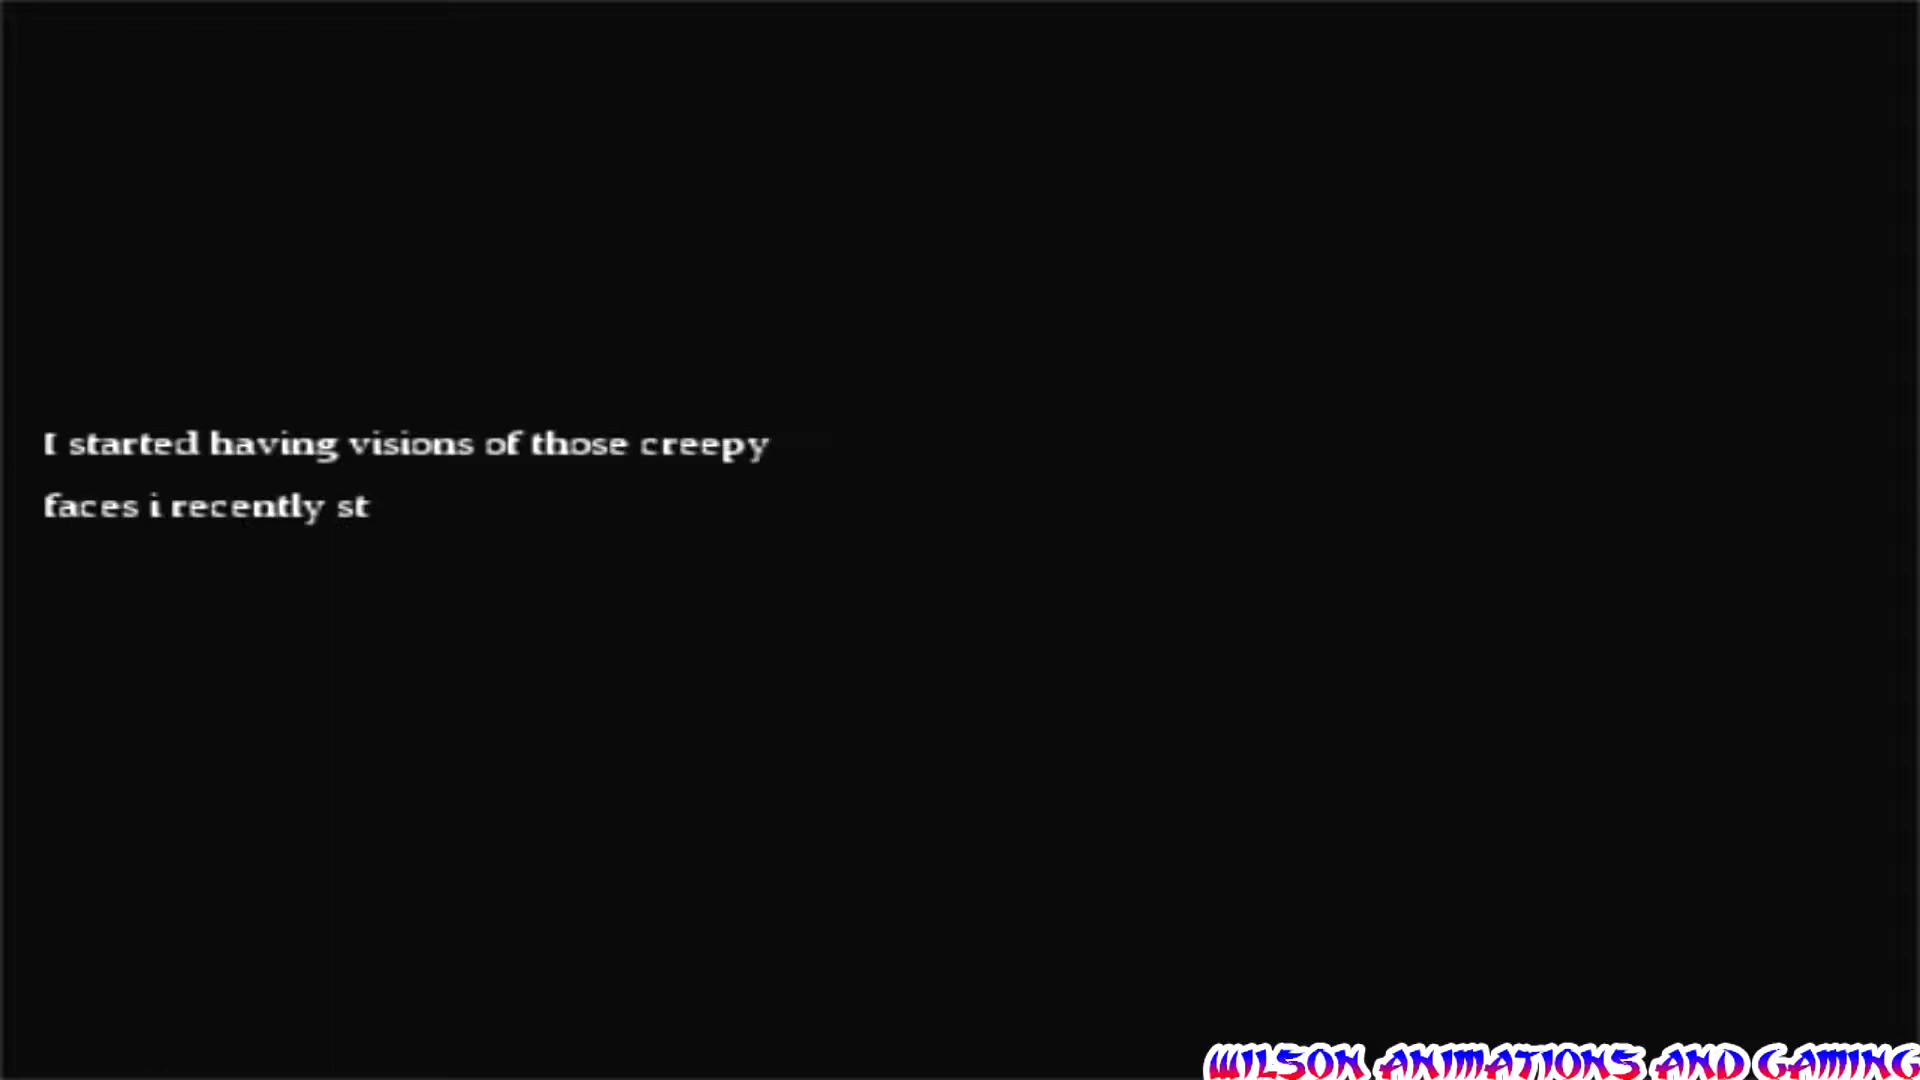 I started having visions of those creepy
faces i recently st
WILSON ANIMATIONS AND GAMING